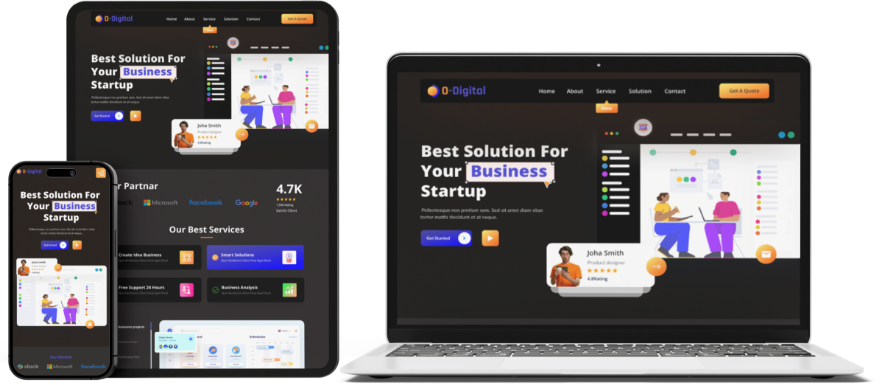 O-Digital
Home About Service Solution Contact
Get A Quote
Best Solution For
Your Business
Startup
Get Started
Joha Smith
Product designer
4.8Rating
r Partnar
Microsoft
facebook
Google
4.7K
Our Best Services
Create Idea Business
Smart Solutions
Free Support 24 Hours
Business Analysis
O-Digital
Best Solution For
Your Business
Startup
Get Started
Our Partnar
slack
Microsoft
facebook
O-Digital
Home About Service Solution Contact
Get A Quote
Best Solution For
Your Business
Startup
Pellentesque non pretium sem. Sed sit amet diam vitae
tortor mattis tincidunt et at neque.
Get Started
Joha Smith
Product designer
4.8Rating